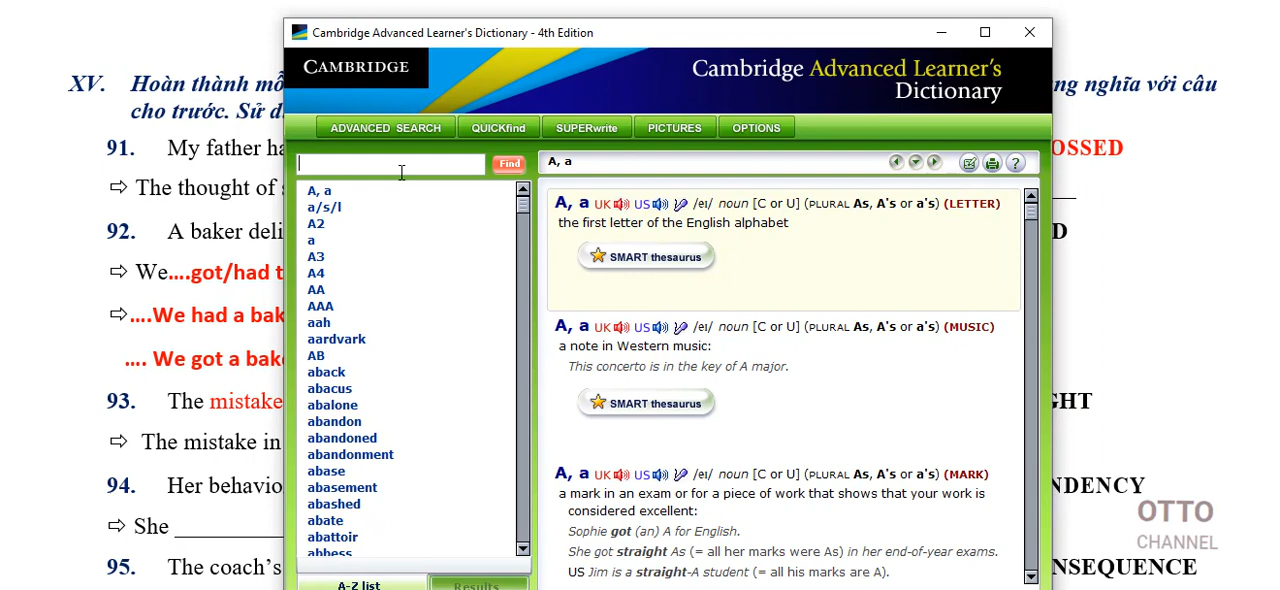 Cambridge Advanced Learner's Dictionary - 4th Edition
CAMBRIDGE
Cambridge Advanced Learner's
Dictionary
ADVANCED SEARCH
QUICKfind
SUPERwrite
PICTURES
OPTIONS
Find
A, a
a/s/l
A2
a
A3
A4
AA
AAA
aah
aardvark
AB
aback
abacus
abalone
abandon
abandoned
abandonment
abase
abasement
abashed
abate
abattoir
abbess
A-Z list
Results
A, a
?
A, a UK US /eɪ/ noun [C or U] (PLURAL As, A's or a's) (LETTER)
the first letter of the English alphabet
SMART thesaurus
A, a UK US /eɪ/ noun [C or U] (PLURAL As, A's or a's) (MUSIC)
a note in Western music:
This concerto is in the key of A major.
SMART thesaurus
A, a UK US /eɪ/ noun [C or U] (PLURAL As, A's or a's) (MARK)
a mark in an exam or for a piece of work that shows that your work is
considered excellent:
Sophie got (an) A for English.
She got straight As (= all her marks were As) in her end-of-year exams.
US Jim is a straight-A student (= all his marks are A).
XV. Hoàn thành mỗ
ng nghĩa với câu
cho trước. Sử d
91. My father ha
OSSED
⇨ The thought of s
92. A baker deli
D
⇨ We....got/had t
⇨....We had a bak
.... We got a bake
93. The mistake
GHT
⇨ The mistake in
94. Her behavio
NDENCY
⇨ She
95. The coach's
NSEQUENCE
OTTO
CHANNEL